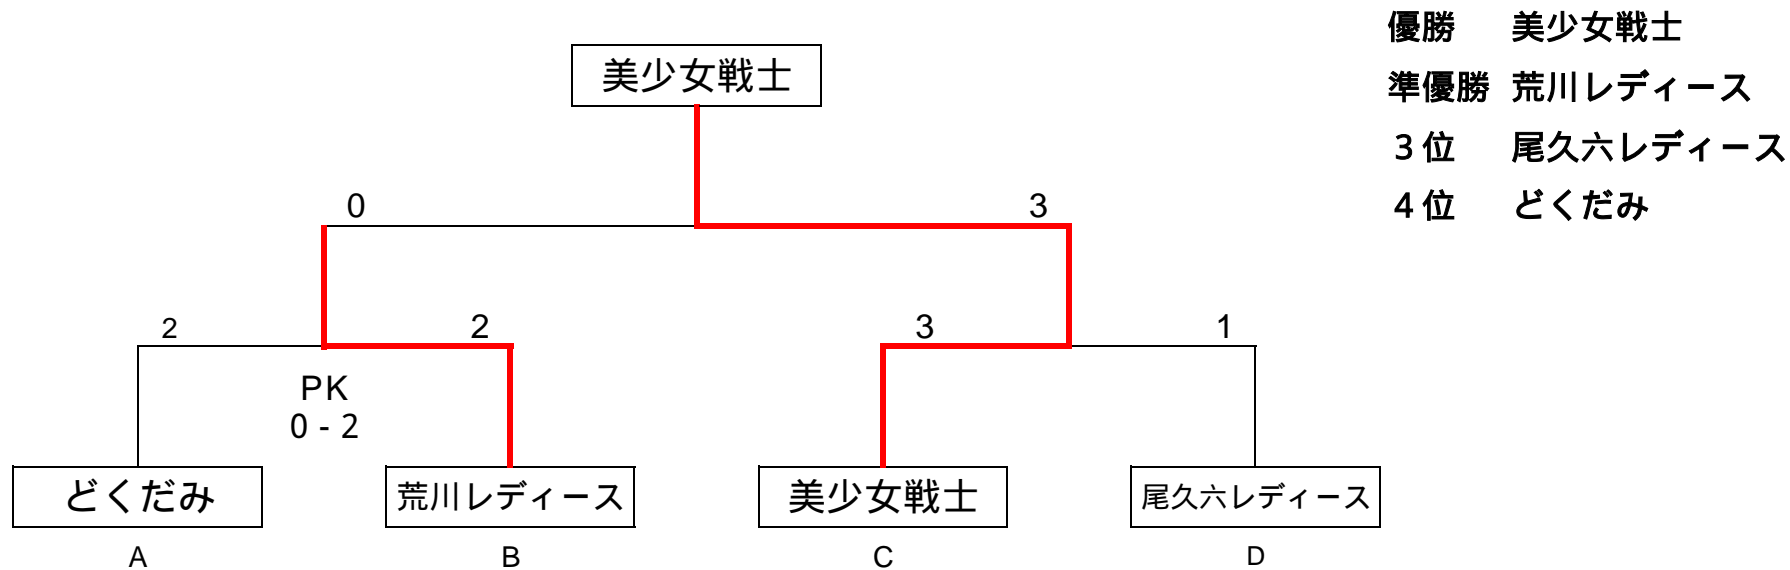 優勝 美少女戦士
美少女戦士
準優勝 荒川レディース
3位 尾久六レディース
4位 どくだみ
0 3
2 2 3 1
PK
0-2
どくだみ 荒川レディース 美少女戦士 尾久六レディース
A B C D